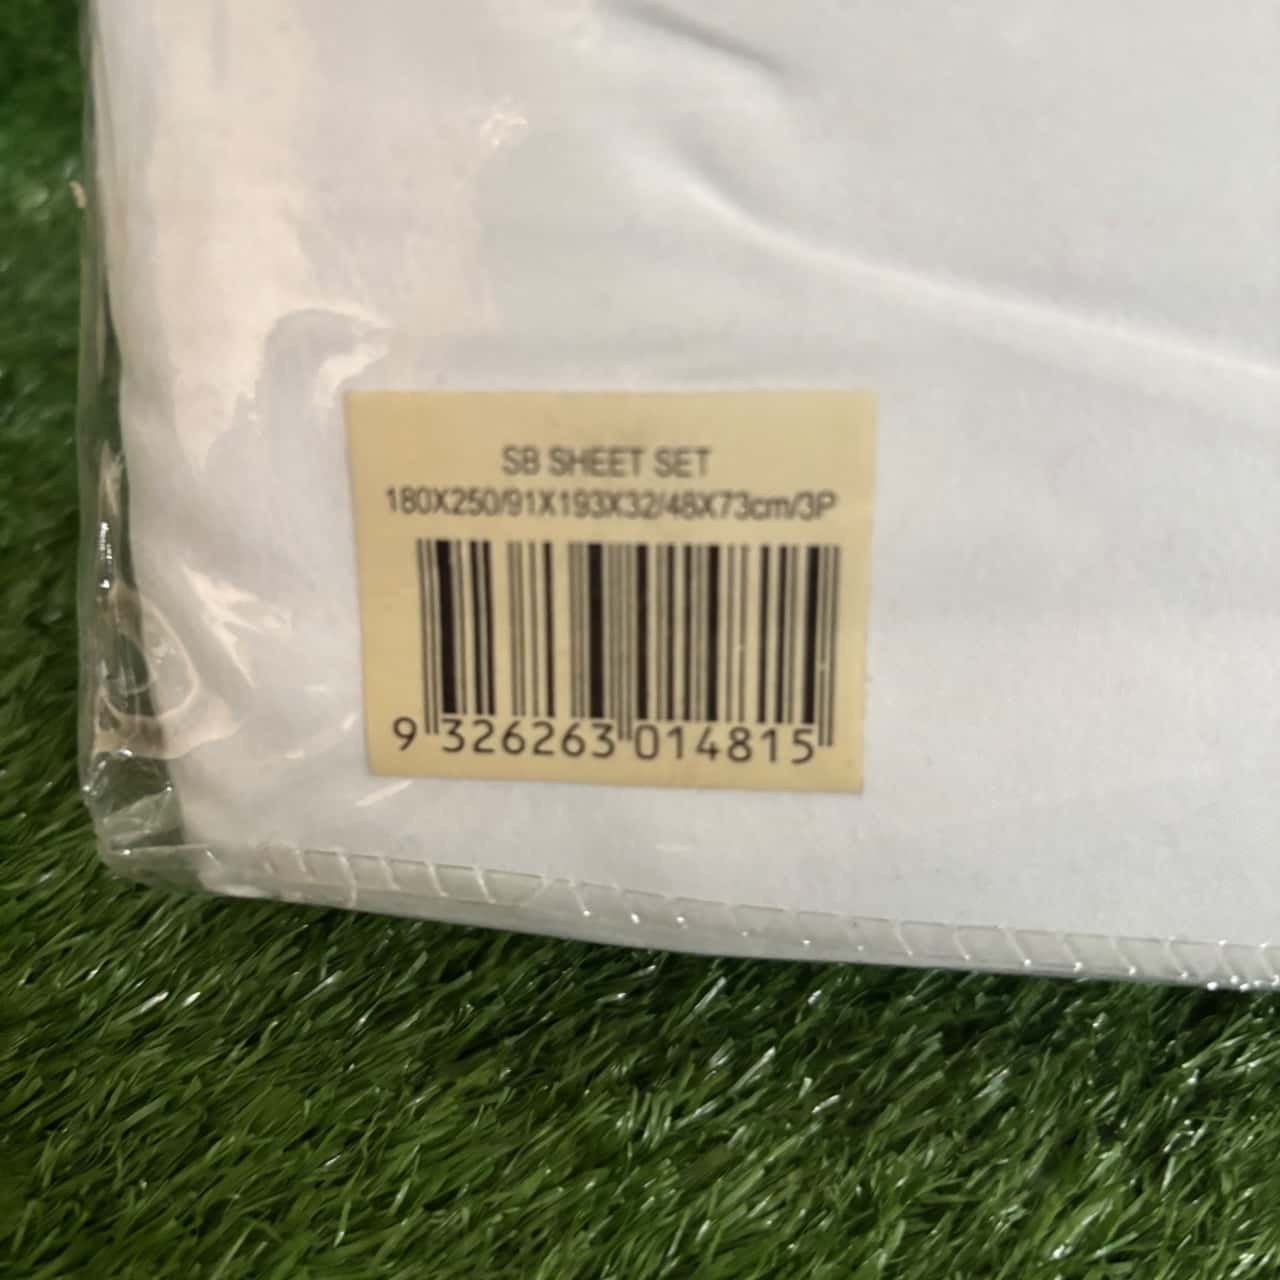 SB SHEET SET
180X250/91X193X32/48X73cm/3P
9 326263 014815